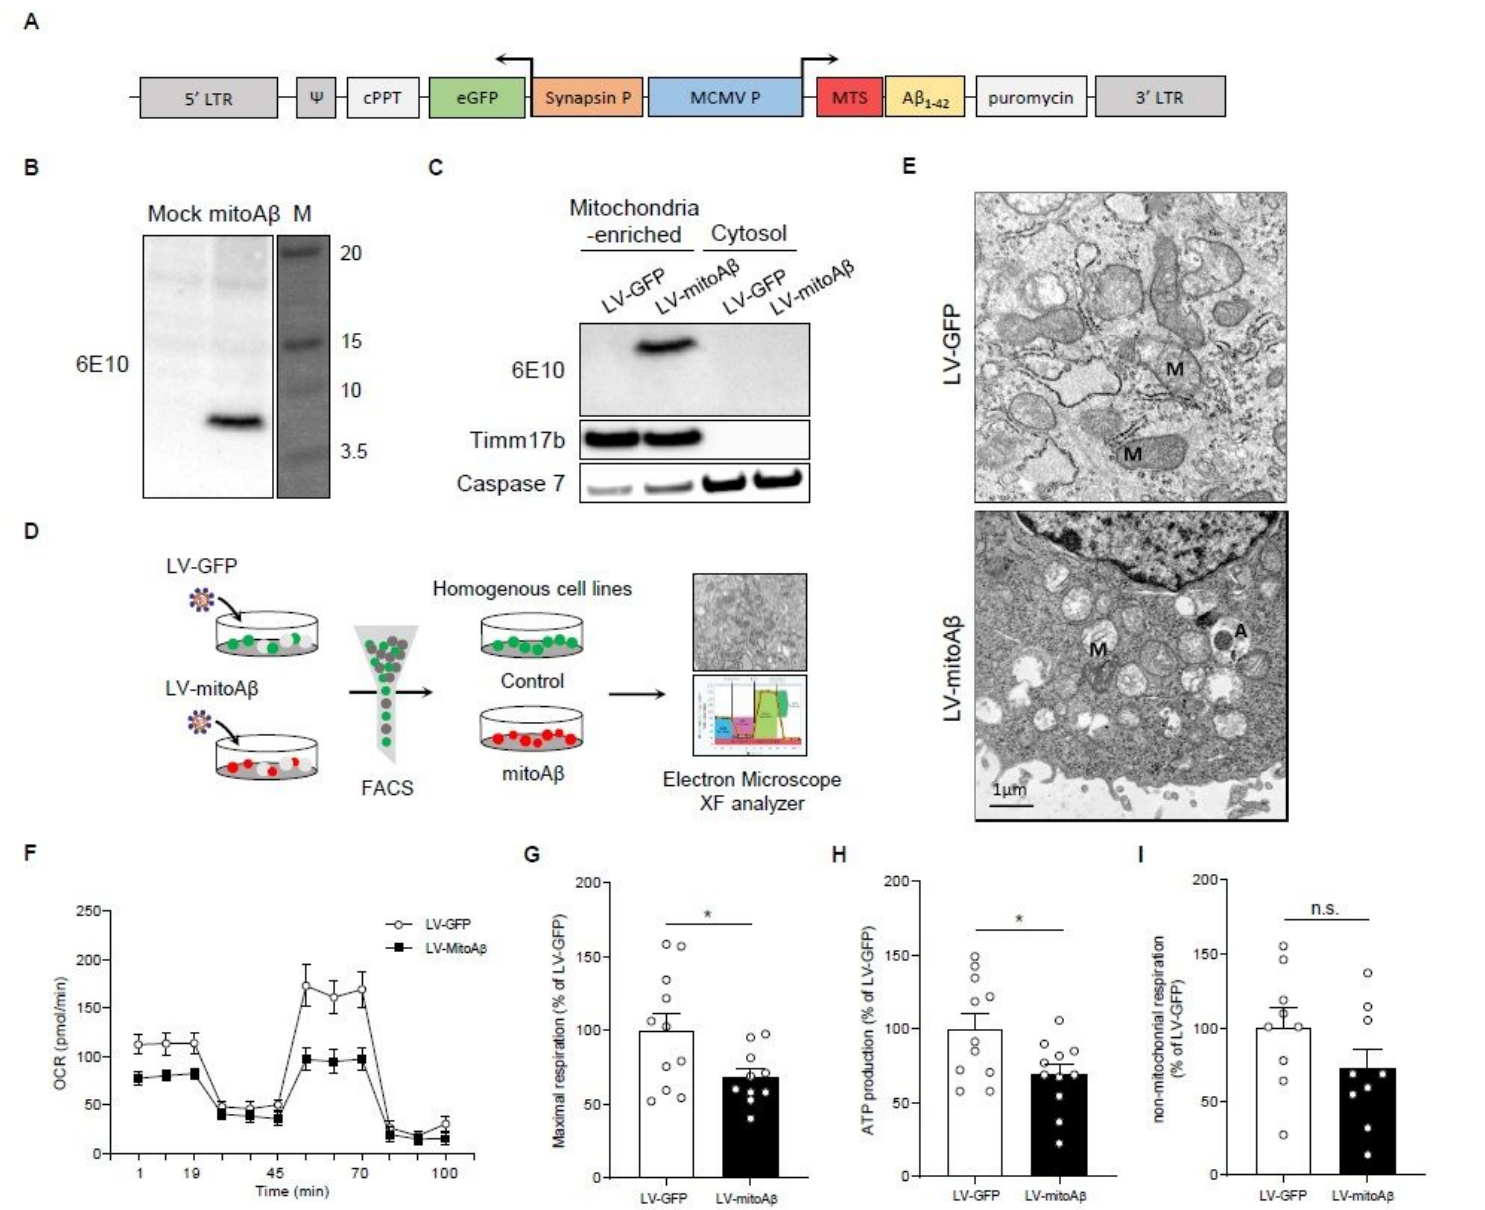 A
5′ LTR Ψ cPPT eGFP Synapsin P MCMV P MTS Aβ1-42 puromycin 3′ LTR
B
Mock mitoAβ M
20
15
10
3.5
6E10
C
Mitochondria
-enriched
Cytosol
LV-GFP
LV-mitoAβ
LV-GFP
LV-mitoAβ
6E10
Timm17b
Caspase 7
D
LV-GFP
LV-mitoAβ
FACS
Homogenous cell lines
Control
mitoAβ
Electron Microscope
XF analyzer
E
LV-GFP
M
M
LV-mitoAβ
M
A
1µm
F
250
200
150
100
50
0
OCR (pmol/min)
LV-GFP
LV-MitoAβ
1 19 45 70 100
Time (min)
G
200
150
100
50
0
Maximal respiration (% of LV-GFP)
*
LV-GFP LV-mitoAβ
H
200
150
100
50
0
ATP production (% of LV-GFP)
*
LV-GFP LV-mitoAβ
I
200
150
100
50
0
non-mitochonrial respiration
(% of LV-GFP)
n.s.
LV-GFP LV-mitoAβ